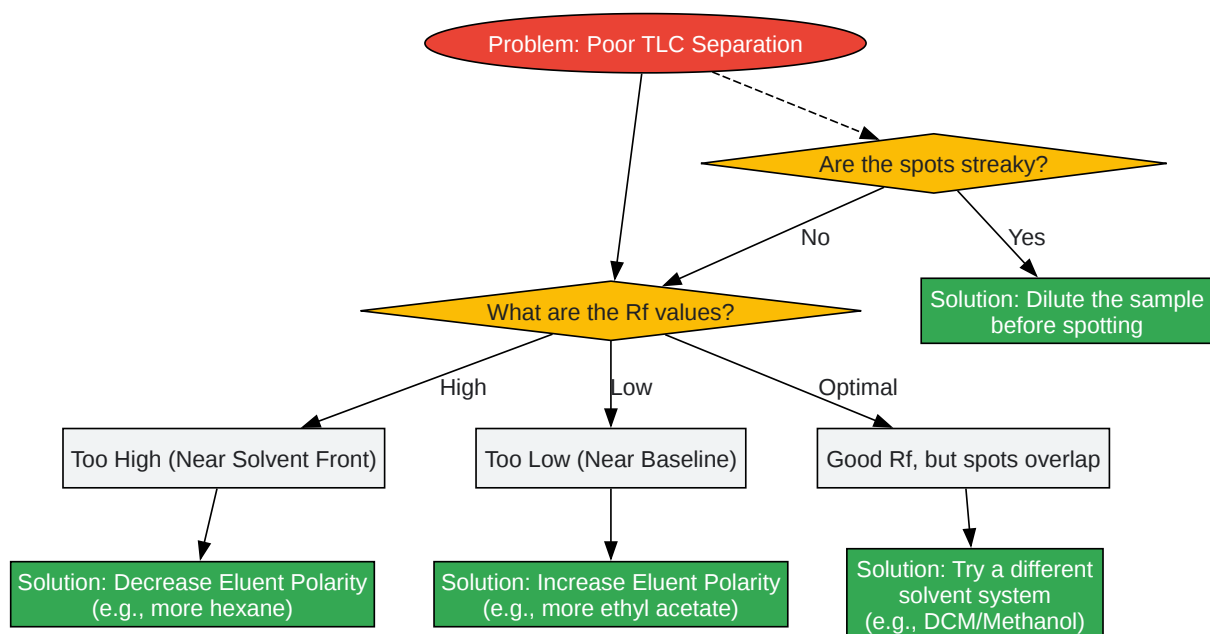 Problem: Poor TLC Separation
Are the spots streaky?
No
Yes
Solution: Dilute the sample
before spotting
What are the Rf values?
High
Low
Optimal
Too High (Near Solvent Front)
Too Low (Near Baseline)
Good Rf, but spots overlap
Solution: Decrease Eluent Polarity
(e.g., more hexane)
Solution: Increase Eluent Polarity
(e.g., more ethyl acetate)
Solution: Try a different
solvent system
(e.g., DCM/Methanol)